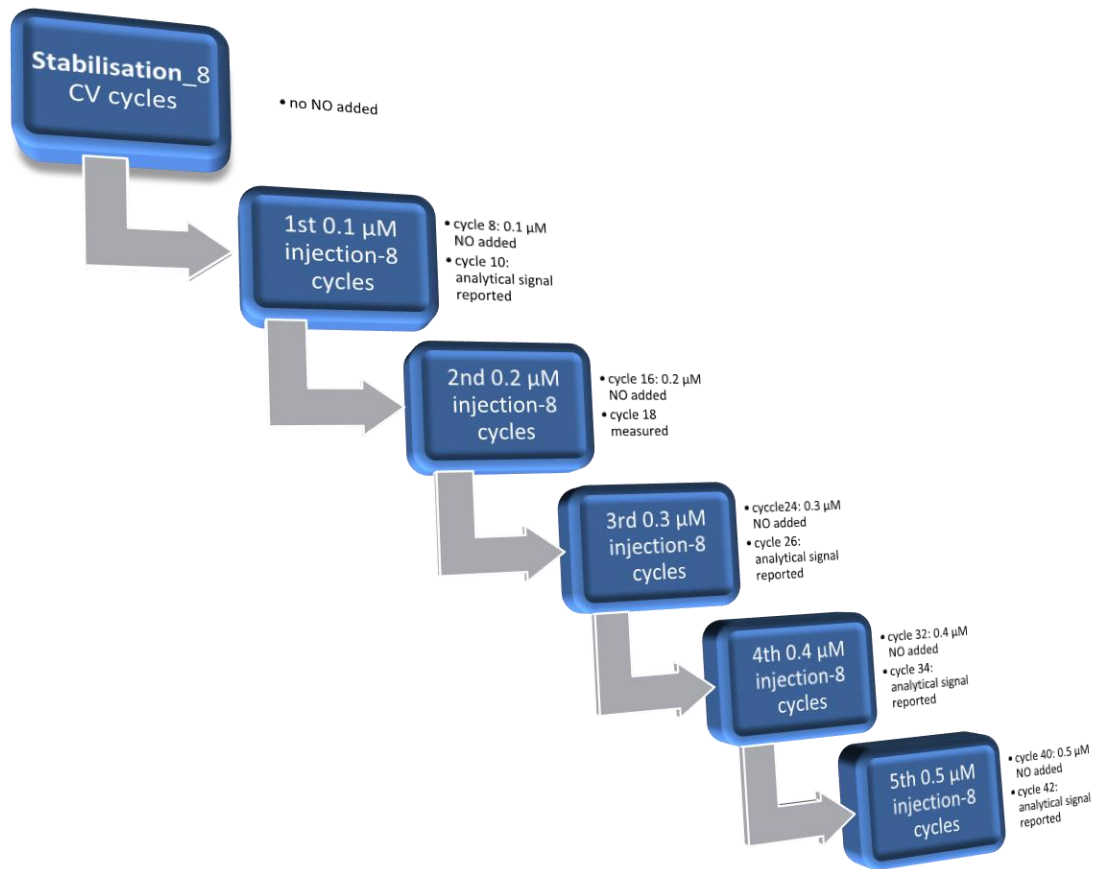 Stabilisation_8
CV cycles
• no NO added
1st 0.1 µM
injection-8
cycles
• cycle 8: 0.1 µM
NO added
• cycle 10:
analytical signal
reported
2nd 0.2 µM
injection-8
cycles
• cycle 16: 0.2 µM
NO added
• cycle 18
measured
3rd 0.3 µM
injection-8
cycles
• cyccle24: 0.3 µM
NO added
• cycle 26:
analytical signal
reported
4th 0.4 µM
injection-8
cycles
• cycle 32: 0.4 µM
NO added
• cycle 34:
analytical signal
reported
5th 0.5 µM
injection-8
cycles
• cycle 40: 0.5 µM
NO added
• cycle 42:
analytical signal
reported